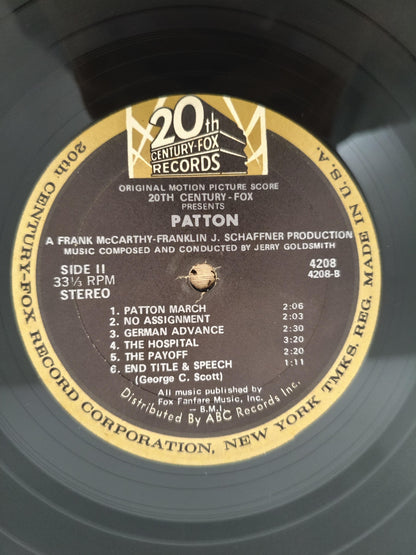 20th
CENTURY-FOX
RECORDS
ORIGINAL MOTION PICTURE SCORE
20TH CENTURY-FOX
PRESENTS
PATTON
A FRANK McCARTHY-FRANKLIN J. SCHAFFNER PRODUCTION
MUSIC COMPOSED AND CONDUCTED BY JERRY GOLDSMITH
SIDE II
33⅓ RPM
STEREO
4208
4208-B
1. PATTON MARCH 2:06
2. NO ASSIGNMENT 2:03
3. GERMAN ADVANCE 2:30
4. THE HOSPITAL 3:20
5. THE PAYOFF 2:20
6. END TITLE & SPEECH 1:11
(George C. Scott)
All music published by
Fox Fanfare Music, Inc.
– B.M.I.
Distributed By ABC Records Inc.
20th CENTURY-FOX RECORD CORPORATION, NEW YORK TMKS. REG. MADE IN U.S.A.